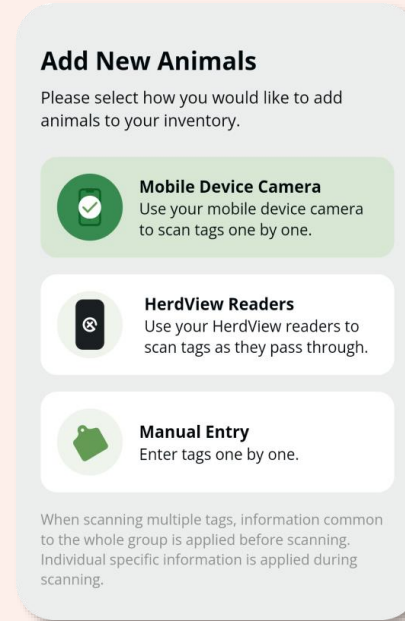 Add New Animals
Please select how you would like to add
animals to your inventory.
Mobile Device Camera
Use your mobile device camera
to scan tags one by one.
HerdView Readers
Use your HerdView readers to
scan tags as they pass through.
Manual Entry
Enter tags one by one.
When scanning multiple tags, information common
to the whole group is applied before scanning.
Individual specific information is applied during
scanning.